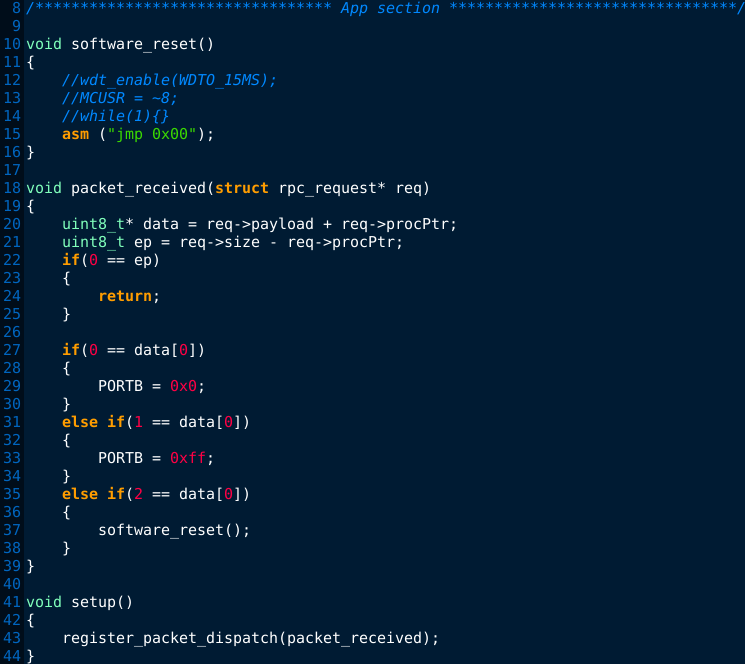 8 /********************************* App section ********************************/
9
10 void software_reset()
11 {
12     //wdt_enable(WDTO_15MS);
13     //MCUSR = ~8;
14     //while(1){}
15     asm ("jmp 0x00");
16 }
17
18 void packet_received(struct rpc_request* req)
19 {
20     uint8_t* data = req->payload + req->procPtr;
21     uint8_t ep = req->size - req->procPtr;
22     if(0 == ep)
23     {
24         return;
25     }
26
27     if(0 == data[0])
28     {
29         PORTB = 0x0;
30     }
31     else if(1 == data[0])
32     {
33         PORTB = 0xff;
34     }
35     else if(2 == data[0])
36     {
37         software_reset();
38     }
39 }
40
41 void setup()
42 {
43     register_packet_dispatch(packet_received);
44 }